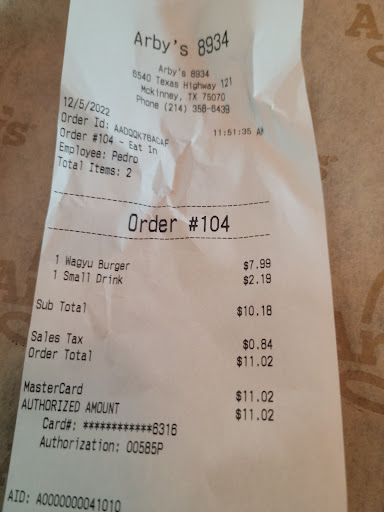 Arby's 8934
Arby's 8934
6540 Texas Highway 121
Mckinney, TX 75070
Phone (214) 358-6439
12/5/2022 11:51:35 AM
Order Id: AADQQK7BACAF
Order #104 - Eat In
Employee: Pedro
Total Items: 2
Order #104
1 Wagyu Burger $7.99
1 Small Drink $2.19
Sub Total $10.18
Sales Tax $0.84
Order Total $11.02
MasterCard $11.02
AUTHORIZED AMOUNT $11.02
Card#: ************6316
Authorization: 00585P
AID: A0000000041010